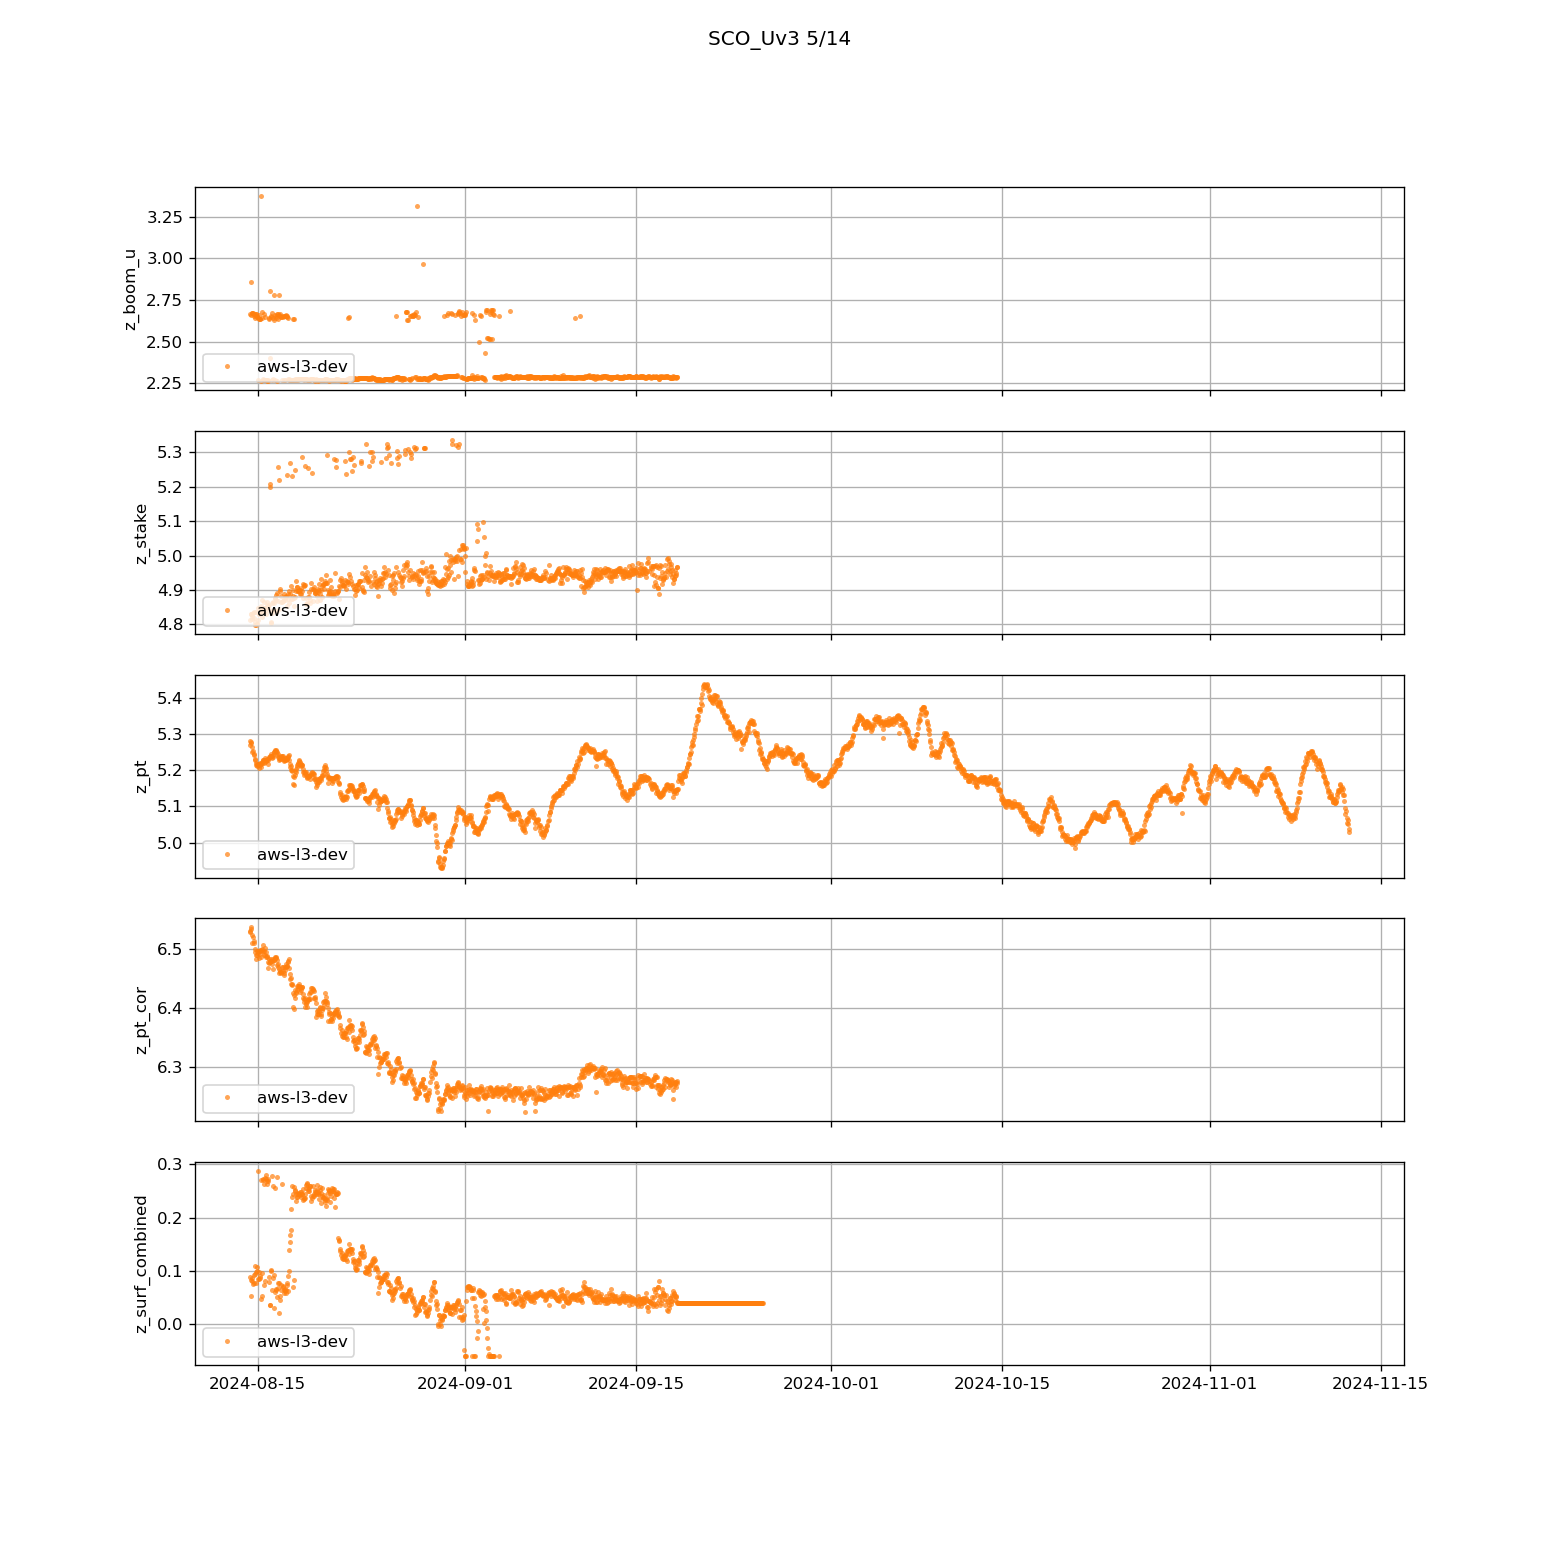 SCO_Uv3 5/14
3.25
3.00
2.75
2.50
2.25
z_boom_u
aws-l3-dev
5.3
5.2
5.1
5.0
4.9
4.8
z_stake
aws-l3-dev
5.4
5.3
5.2
5.1
5.0
z_pt
aws-l3-dev
6.5
6.4
6.3
z_pt_cor
aws-l3-dev
0.3
0.2
0.1
0.0
z_surf_combined
aws-l3-dev
2024-08-15 2024-09-01 2024-09-15 2024-10-01 2024-10-15 2024-11-01 2024-11-15